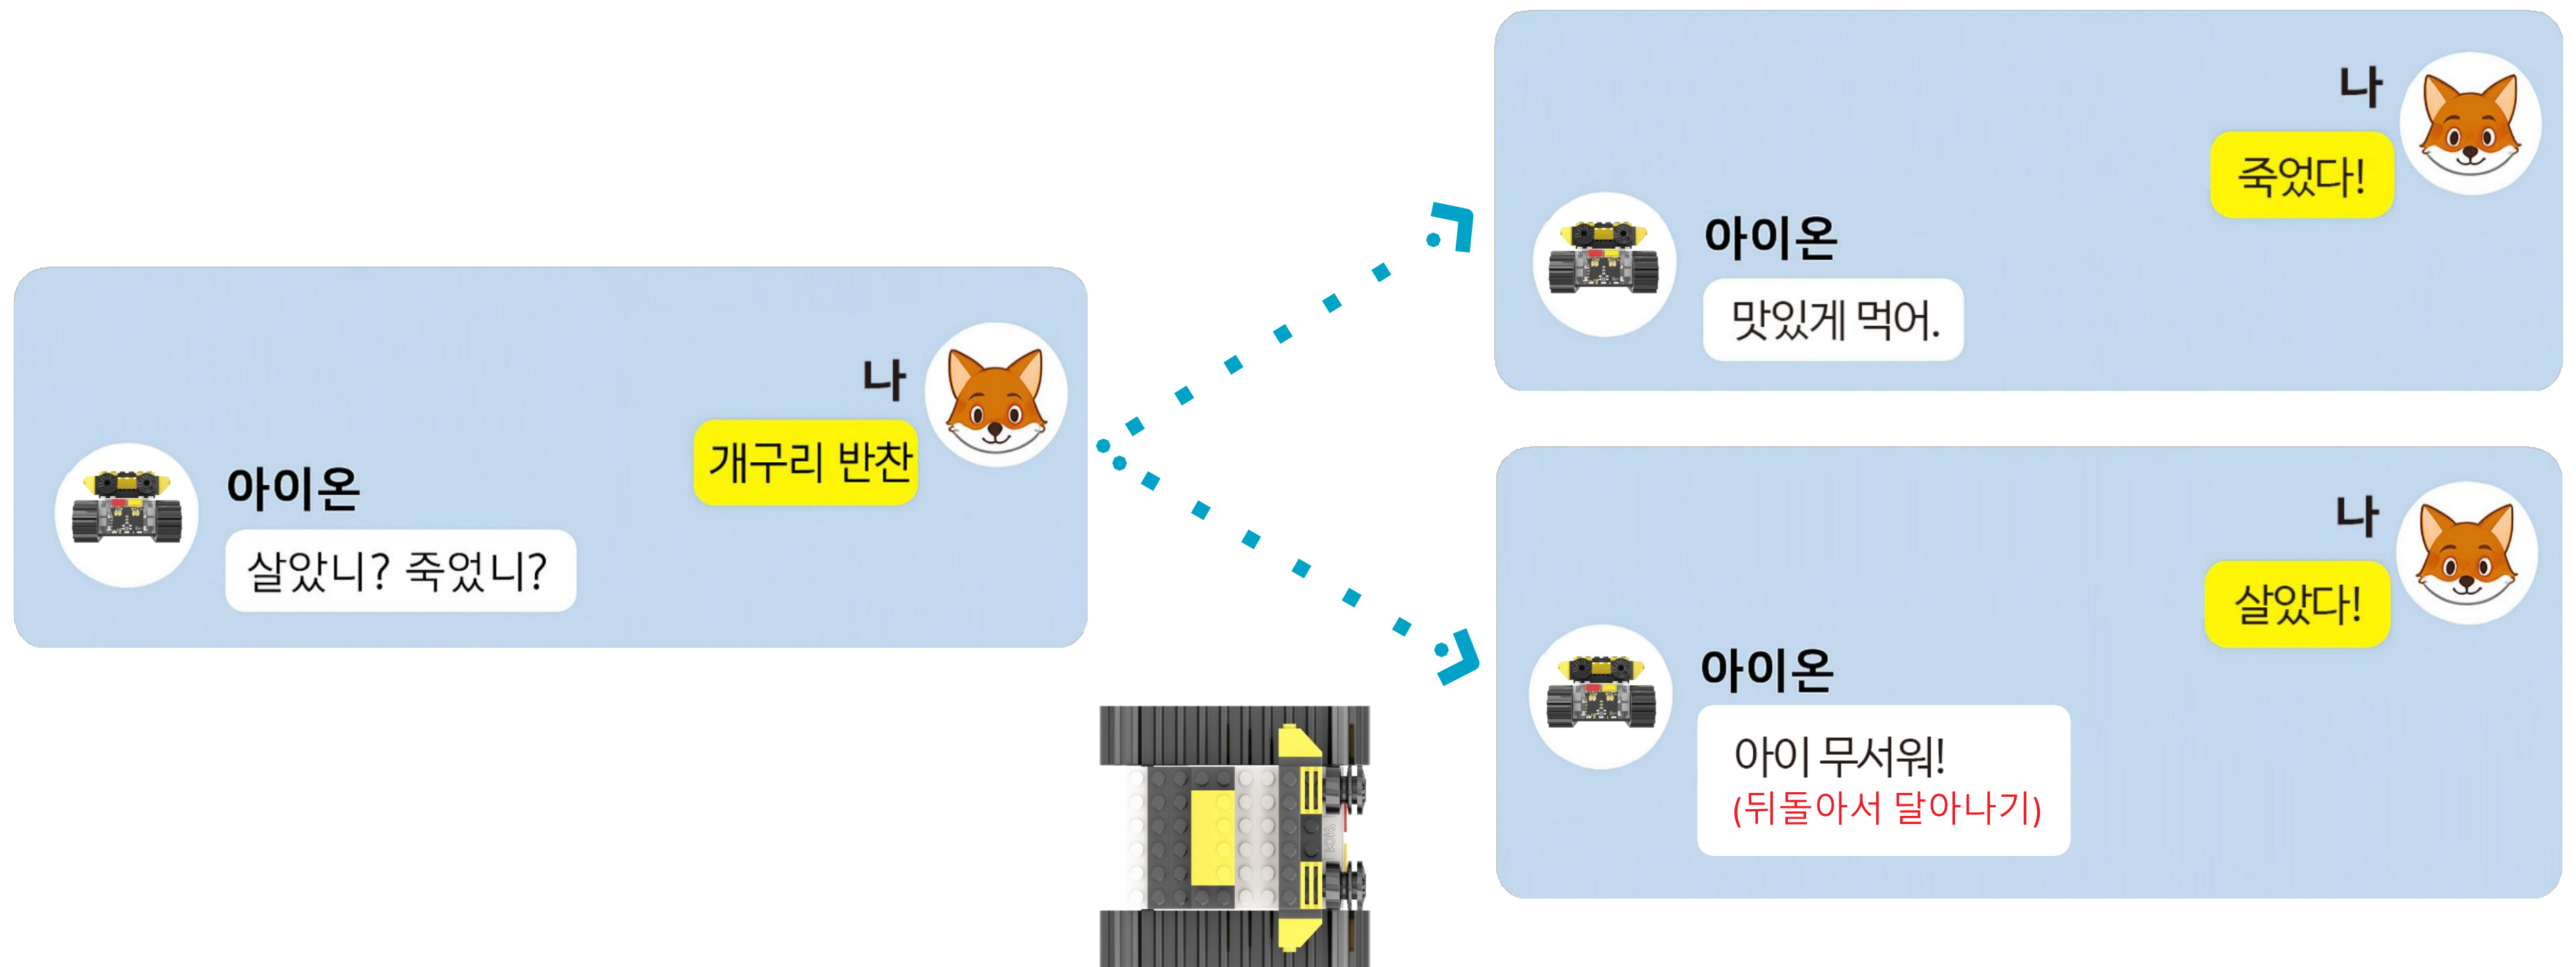 나
개구리 반찬
아이온
살았니? 죽었니?
나
죽었다!
아이온
맛있게 먹어.
나
살았다!
아이온
아이 무서워!
(뒤돌아서 달아나기)